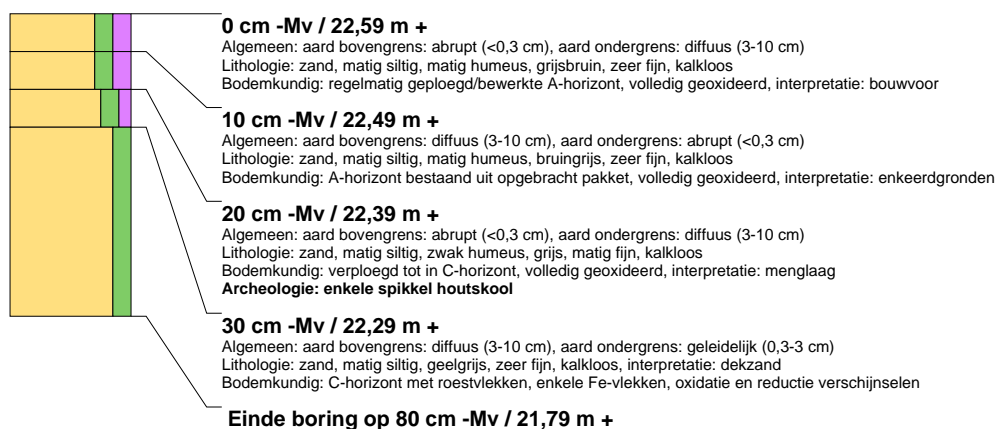 0 cm -Mv / 22,59 m +
Algemeen: aard bovengrens: abrupt (<0,3 cm), aard ondergrens: diffuus (3-10 cm)
Lithologie: zand, matig siltig, matig humeus, grijsbruin, zeer fijn, kalkloos
Bodemkundig: regelmatig geploegd/bewerkte A-horizont, volledig geoxideerd, interpretatie: bouwvoor
10 cm -Mv / 22,49 m +
Algemeen: aard bovengrens: diffuus (3-10 cm), aard ondergrens: abrupt (<0,3 cm)
Lithologie: zand, matig siltig, matig humeus, bruingrijs, zeer fijn, kalkloos
Bodemkundig: A-horizont bestaand uit opgebracht pakket, volledig geoxideerd, interpretatie: enkeerdgronden
20 cm -Mv / 22,39 m +
Algemeen: aard bovengrens: abrupt (<0,3 cm), aard ondergrens: diffuus (3-10 cm)
Lithologie: zand, matig siltig, zwak humeus, grijs, matig fijn, kalkloos
Bodemkundig: verploegd tot in C-horizont, volledig geoxideerd, interpretatie: menglaag
Archeologie: enkele spikkel houtskool
30 cm -Mv / 22,29 m +
Algemeen: aard bovengrens: diffuus (3-10 cm), aard ondergrens: geleidelijk (0,3-3 cm)
Lithologie: zand, matig siltig, geelgrijs, zeer fijn, kalkloos, interpretatie: dekzand
Bodemkundig: C-horizont met roestvlekken, enkele Fe-vlekken, oxidatie en reductie verschijnselen
Einde boring op 80 cm -Mv / 21,79 m +